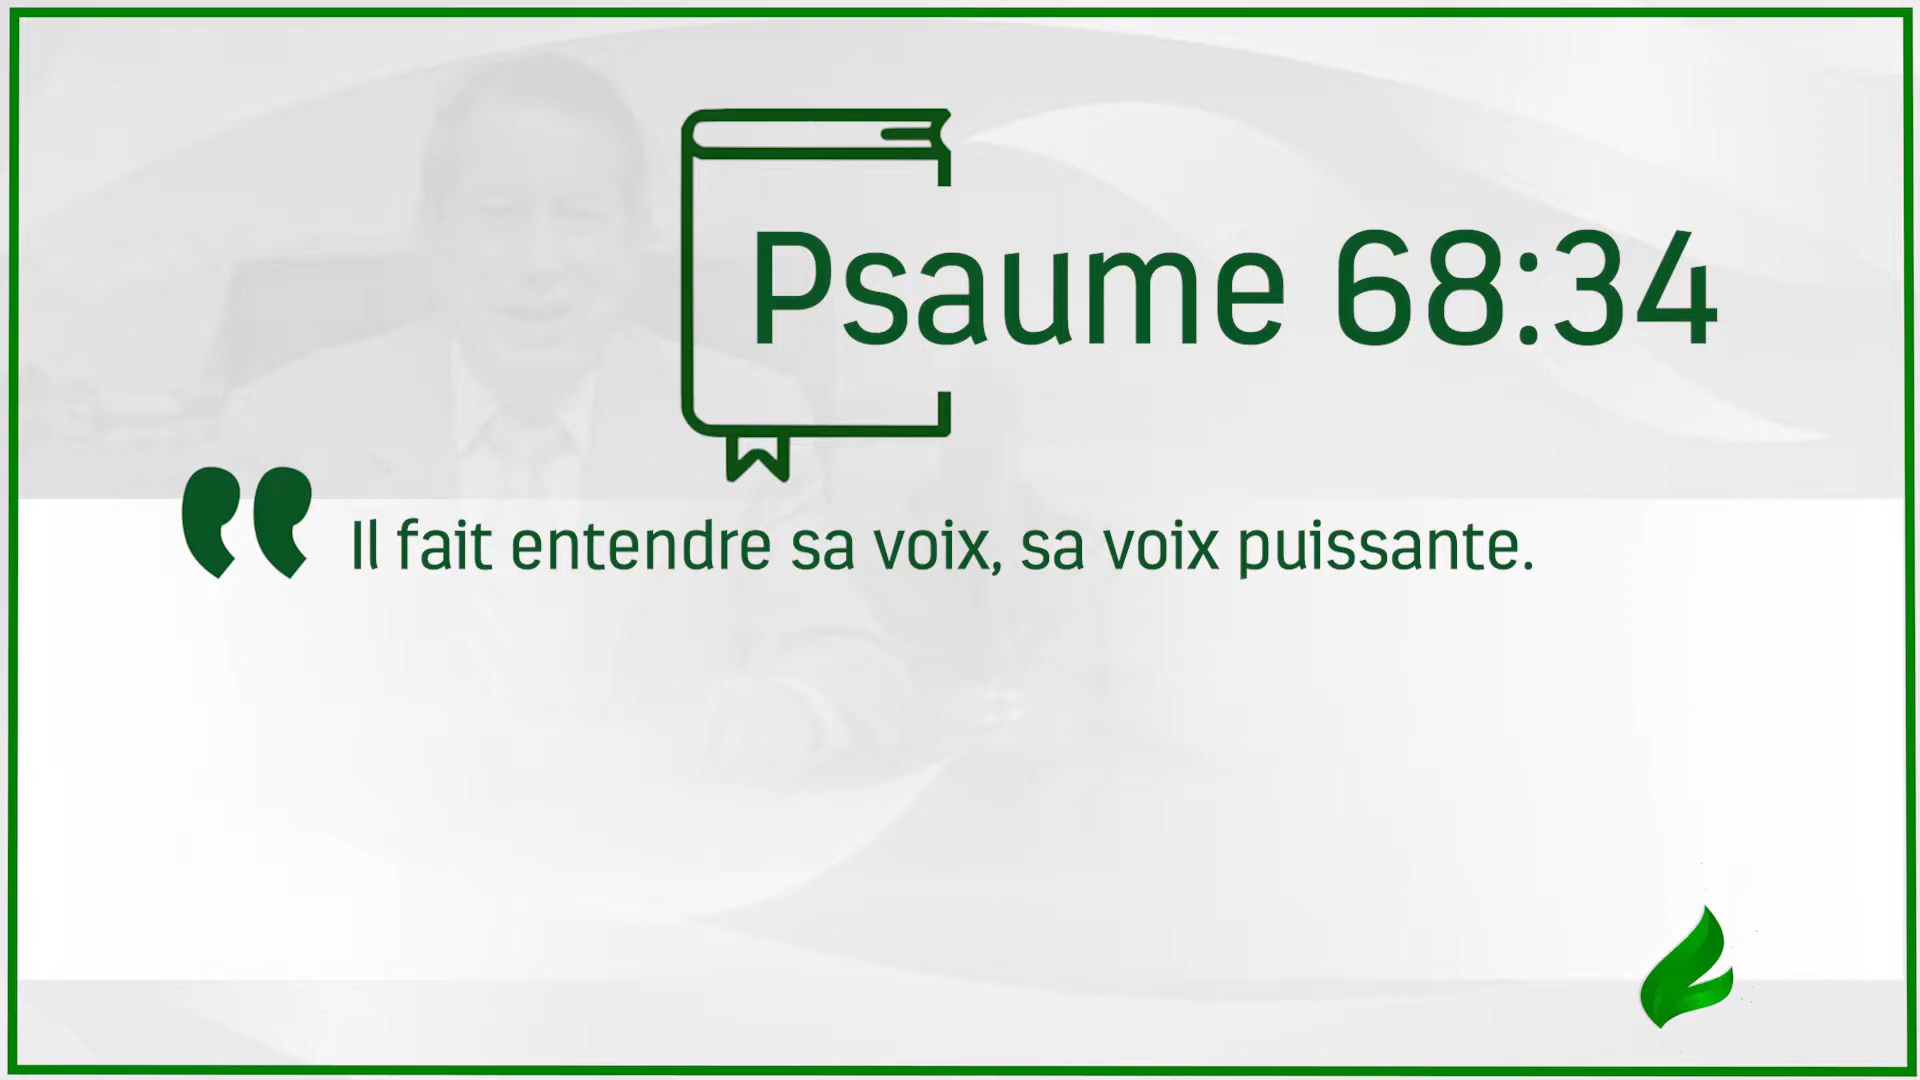 Psaume 68:34
Il fait entendre sa voix, sa voix puissante.